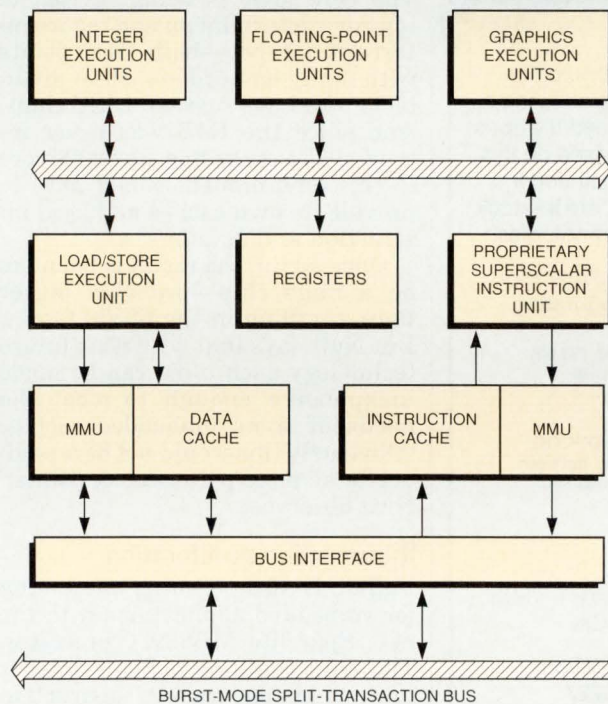 INTEGER
EXECUTION
UNITS
FLOATING-POINT
EXECUTION
UNITS
GRAPHICS
EXECUTION
UNITS
LOAD/STORE
EXECUTION
UNIT
REGISTERS
PROPRIETARY
SUPERSCALAR
INSTRUCTION
UNIT
MMU
DATA
CACHE
INSTRUCTION
CACHE
MMU
BUS INTERFACE
BURST-MODE SPLIT-TRANSACTION BUS